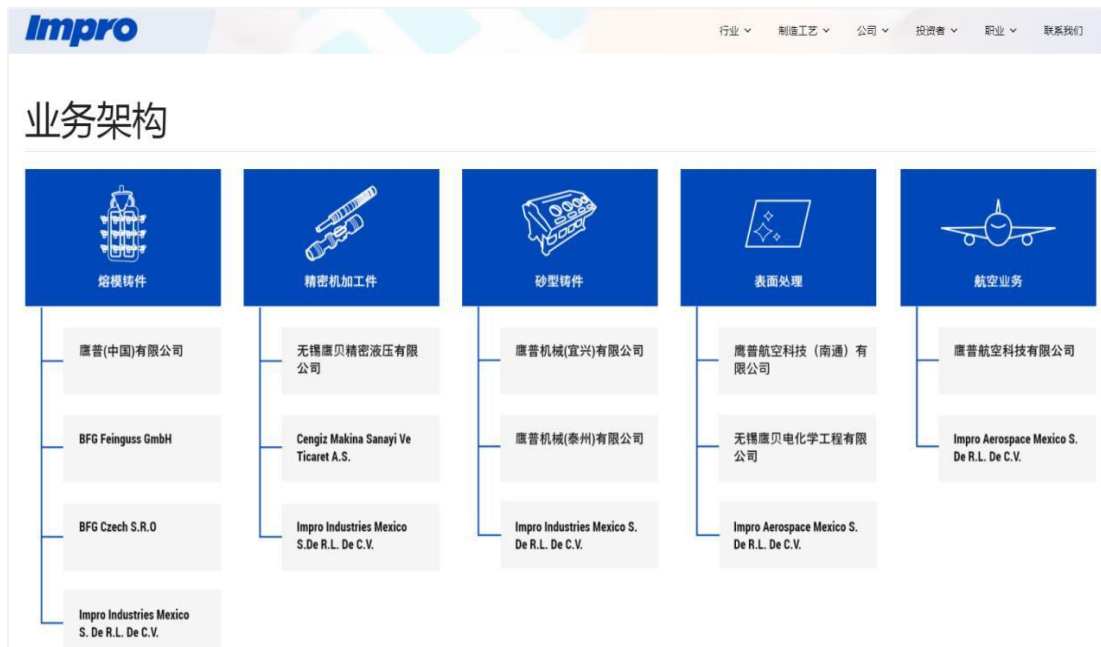 Impro
行业
制造工艺
公司
投资者
职业
联系我们
业务架构
熔模铸件
鹰普(中国)有限公司
BFG Feinguss GmbH
BFG Czech S.R.O
Impro Industries Mexico
S. De R.L. De C.V.
精密机加工件
无锡鹰贝精密液压有限
公司
Cengiz Makina Sanayi Ve
Ticaret A.S.
Impro Industries Mexico
S.De R.L. De C.V.
砂型铸件
鹰普机械(宜兴)有限公司
鹰普机械(泰州)有限公司
Impro Industries Mexico S.
De R.L. De C.V.
表面处理
鹰普航空科技（南通）有
限公司
无锡鹰贝电化学工程有限
公司
Impro Aerospace Mexico S.
De R.L. De C.V.
航空业务
鹰普航空科技有限公司
Impro Aerospace Mexico S.
De R.L. De C.V.